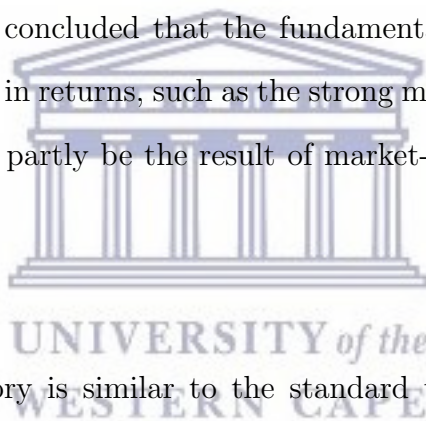 concluded that the fundament
in returns, such as the strong m
partly be the result of market-
UNIVERSITY of the
ory is similar to the standard
WESTERN CAPE